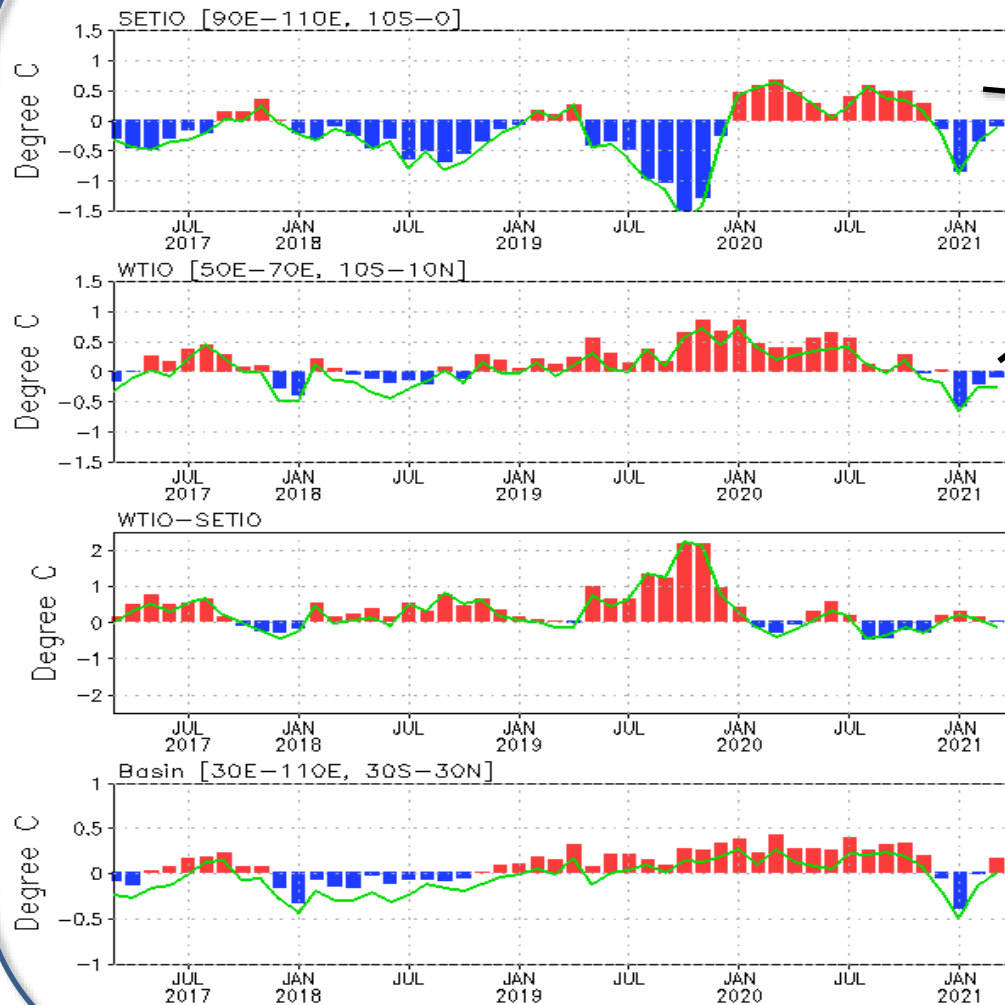 SETIO [90E-110E, 10S-0]
Degree C
1.5
1
0.5
0
-0.5
-1
-1.5
JUL JAN JUL JAN JUL JAN JUL JAN
2017 2018 2019 2020 2021
WTIO [50E-70E, 10S-10N]
Degree C
1.5
1
0.5
0
-0.5
-1
-1.5
JUL JAN JUL JAN JUL JAN JUL JAN
2017 2018 2019 2020 2021
WTIO-SETIO
Degree C
2
1
0
-1
-2
JUL JAN JUL JAN JUL JAN JUL JAN
2017 2018 2019 2020 2021
Basin [30E-110E, 30S-30N]
Degree C
1
0.5
0
-0.5
-1
JUL JAN JUL JAN JUL JAN JUL JAN
2017 2018 2019 2020 2021